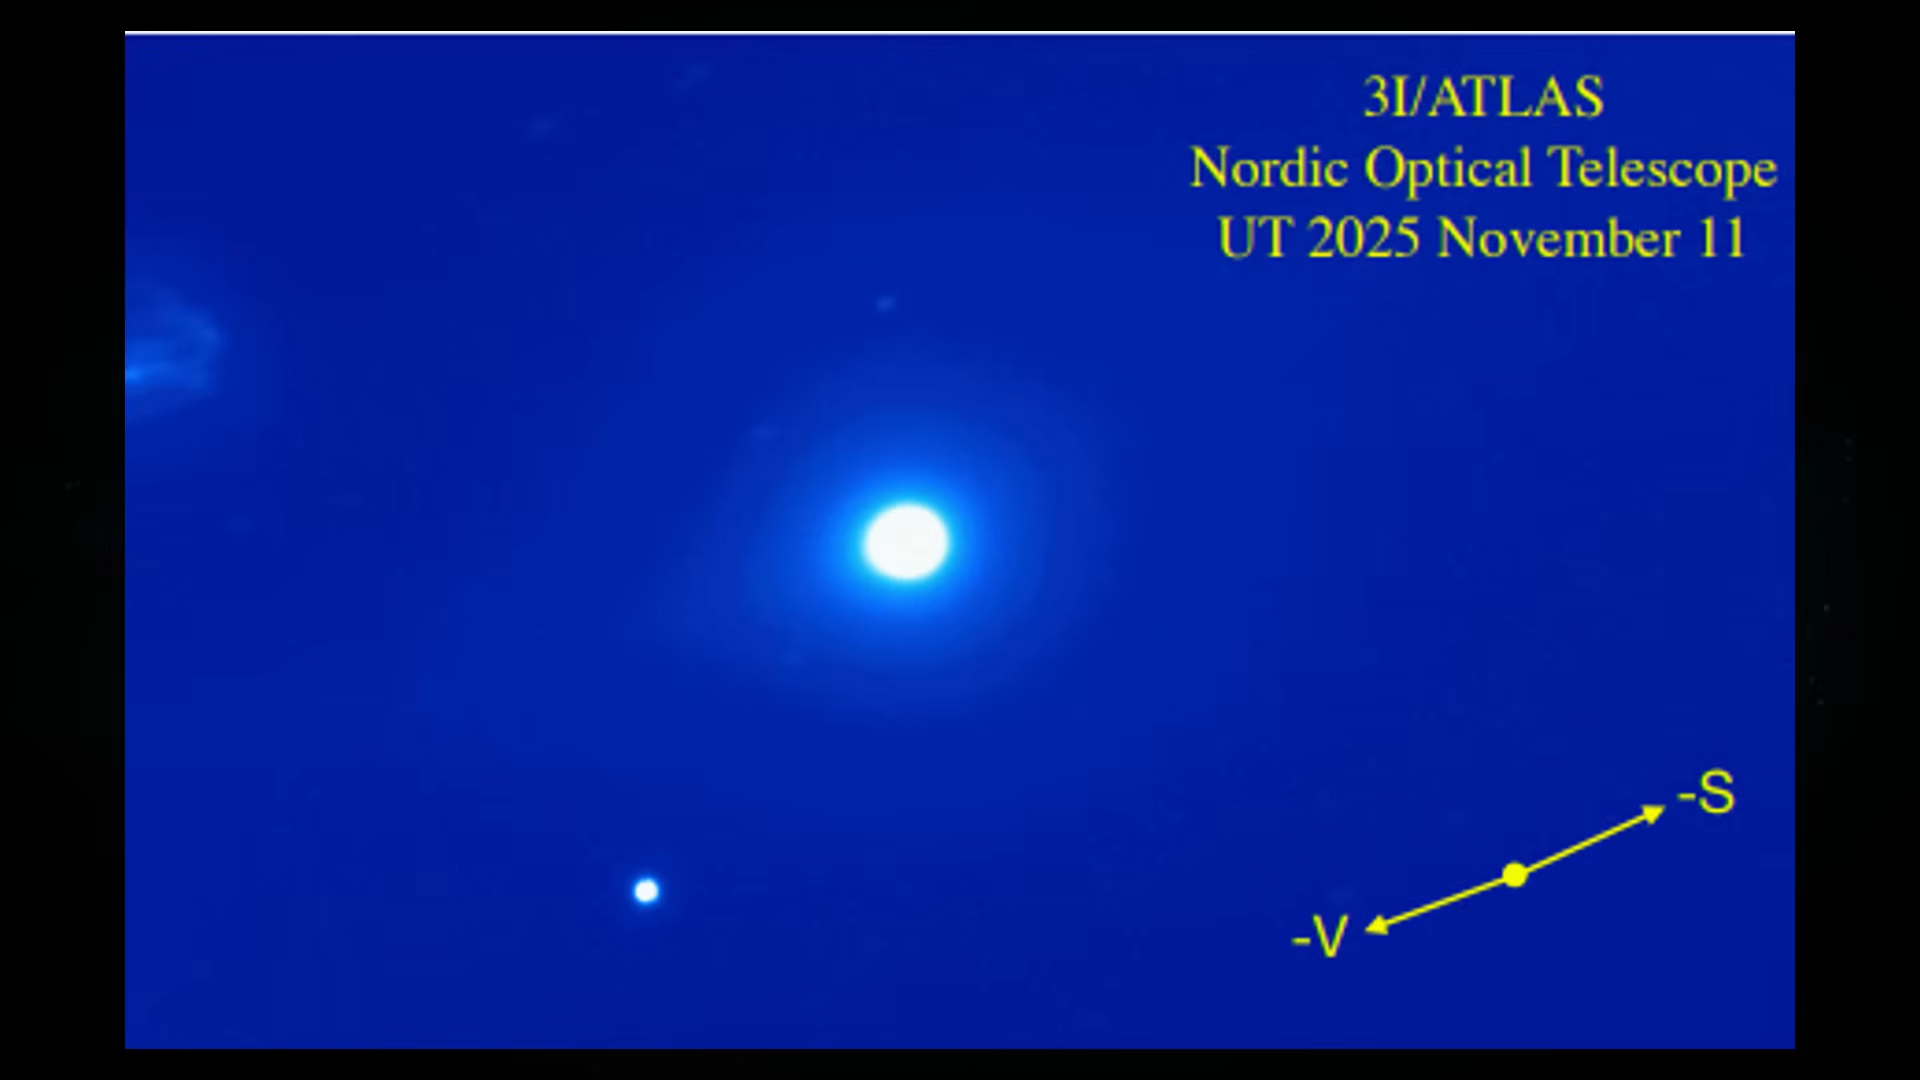 3I/ATLAS
Nordic Optical Telescope
UT 2025 November 11
-S
-V